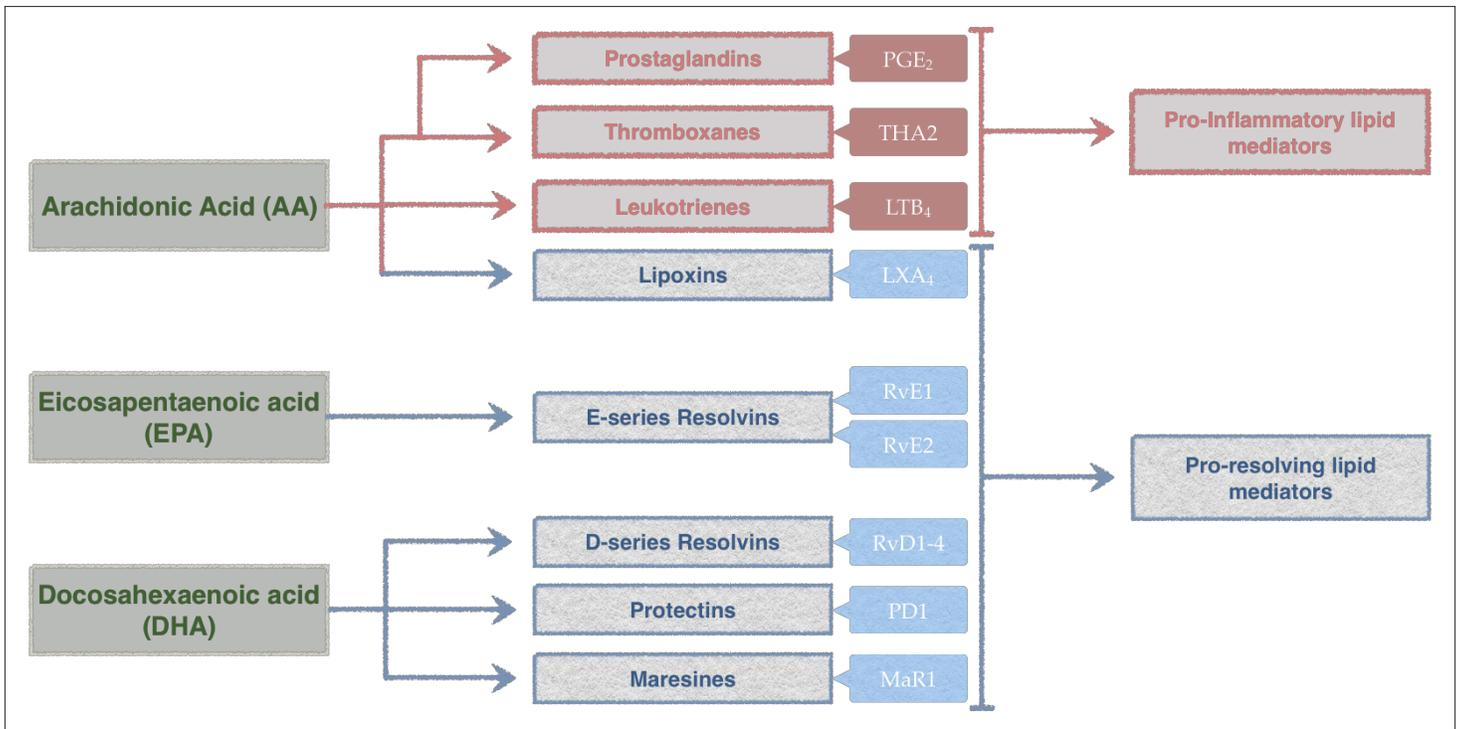 Prostaglandins
PGE₂
Thromboxanes
THA2
Pro-Inflammatory lipid
mediators
Arachidonic Acid (AA)
Leukotrienes
LTB₄
Lipoxins
LXA₄
Eicosapentaenoic acid
(EPA)
E-series Resolvins
RvE1
RvE2
Pro-resolving lipid
mediators
D-series Resolvins
RvD1-4
Docosahexaenoic acid
(DHA)
Protectins
PD1
Maresines
MaR1